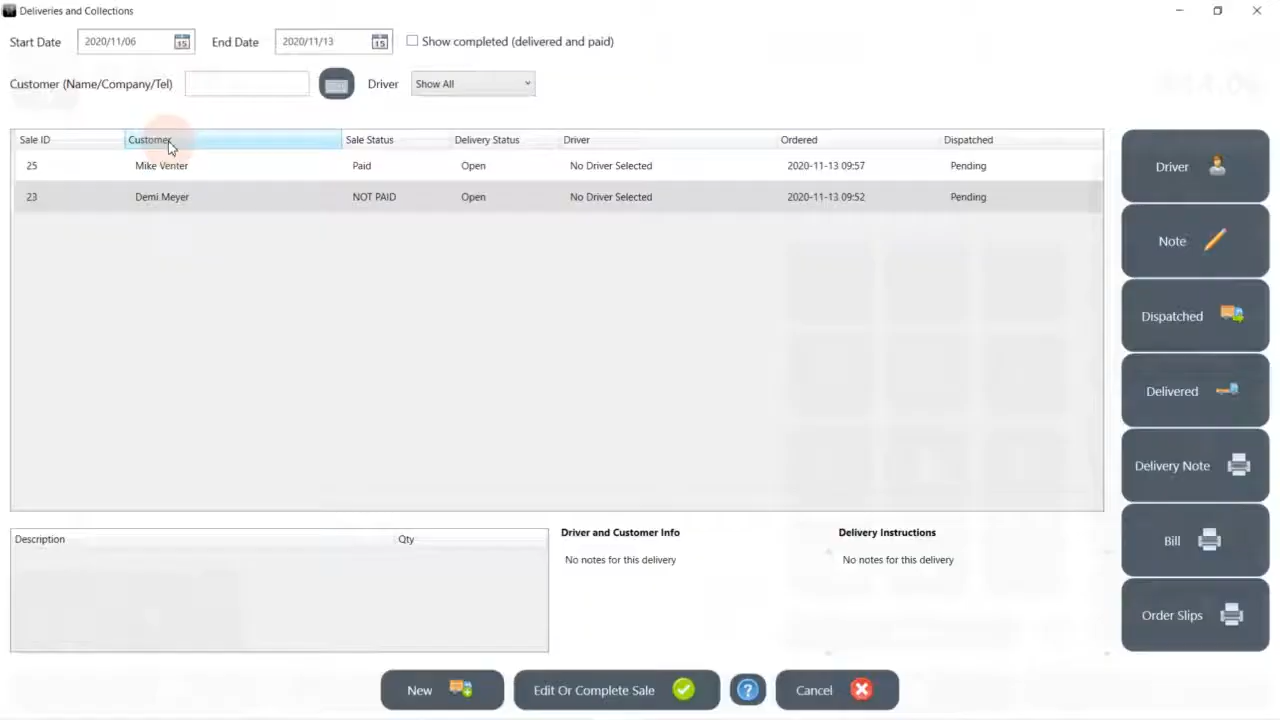 Deliveries and Collections
Start Date 2020/11/06 15 End Date 2020/11/13 15 Show completed (delivered and paid)
Customer (Name/Company/Tel) Driver Show All
Sale ID Customer Sale Status Delivery Status Driver Ordered Dispatched
25 Mike Venter Paid Open No Driver Selected 2020-11-13 09:57 Pending
23 Demi Meyer NOT PAID Open No Driver Selected 2020-11-13 09:52 Pending
Driver
Note
Dispatched
Delivered
Delivery Note
Bill
Order Slips
Description Qty
Driver and Customer Info
No notes for this delivery
Delivery Instructions
No notes for this delivery
New Edit Or Complete Sale ? Cancel